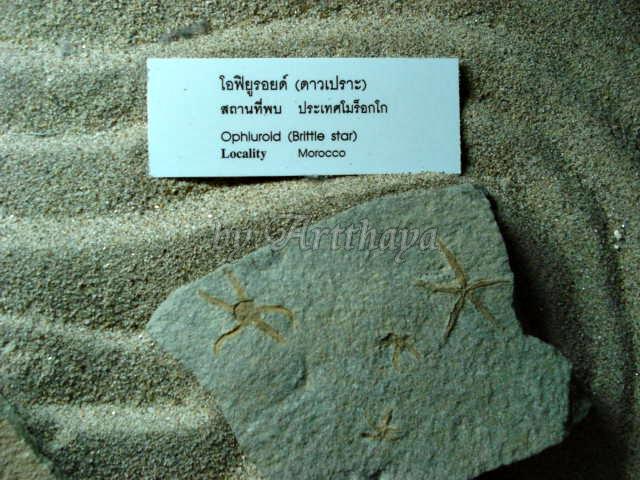 โอฟิยูรอยด์ (ดาวเปราะ)
สถานที่พบ ประเทศโมร็อกโก
Ophiuroid (Brittle star)
Locality Morocco
by Artthaya